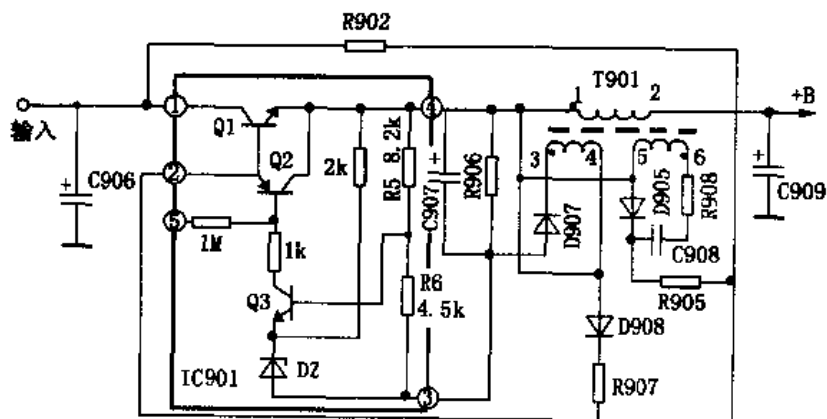 R902
T901
1
2
+B
输入
①
④
Q1
Q2
②
C906
⑤
1M
1k
2k
R5 8.2k
C907
R906
3
4
5
6
D907
D905
R908
C908
C909
R905
Q3
R6
4.5k
D908
R907
IC901
DZ
③